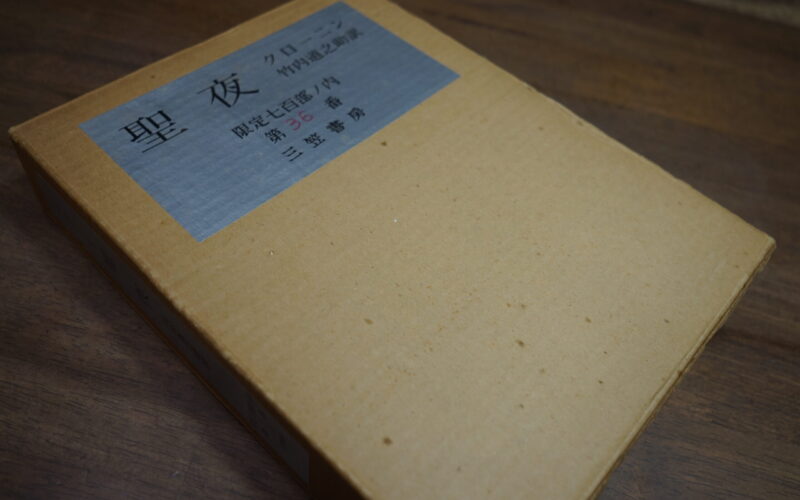 聖夜
クローニン
竹内道之助訳
限定七百部ノ内
第36番
三笠書房